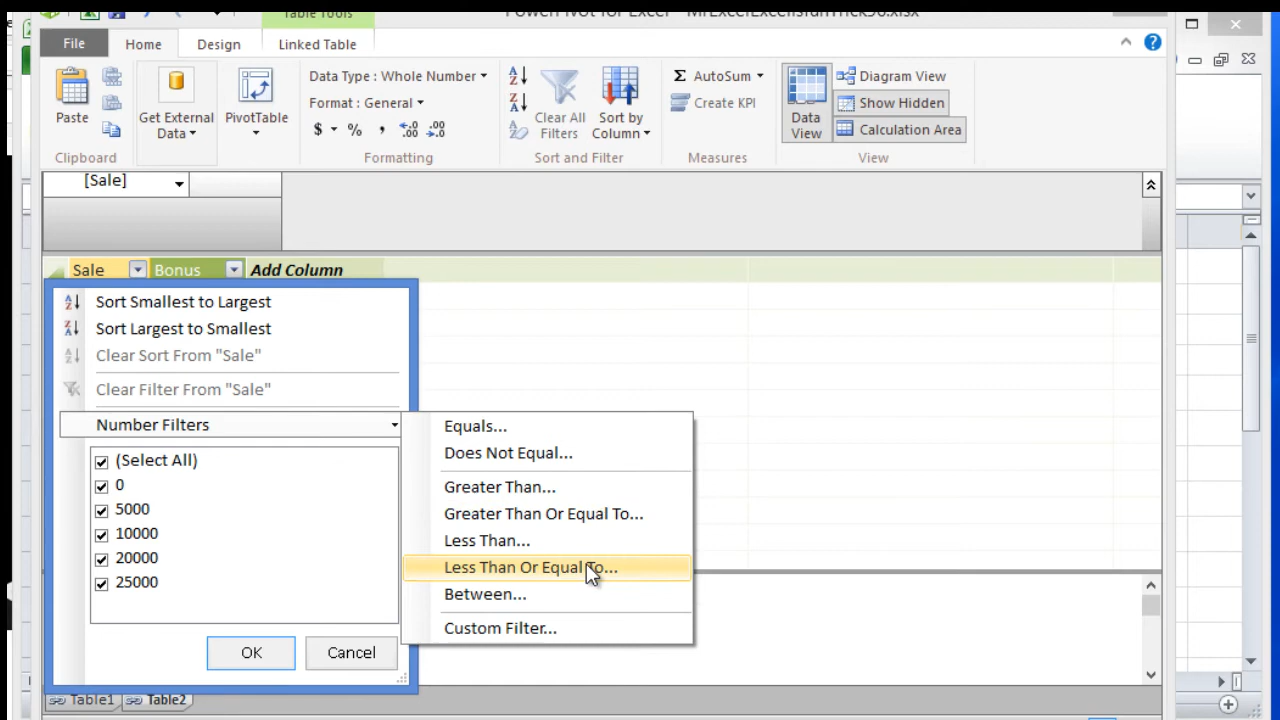 Table Tools
PowerPivot for Excel - MrExcelExcelisfunTrick96.xlsx
File Home Design Linked Table
Paste
Get External Data
PivotTable
Data Type : Whole Number
Format : General
$ % , .00 .00
Clear All Filters
Sort by Column
Σ AutoSum
Create KPI
Data View
Diagram View
Show Hidden
Calculation Area
Clipboard Formatting Sort and Filter Measures View
[Sale]
Sale Bonus Add Column
Sort Smallest to Largest
Sort Largest to Smallest
Clear Sort From "Sale"
Clear Filter From "Sale"
Number Filters
(Select All)
0
5000
10000
20000
25000
OK Cancel
Equals...
Does Not Equal...
Greater Than...
Greater Than Or Equal To...
Less Than...
Less Than Or Equal To...
Between...
Custom Filter...
Table1 Table2